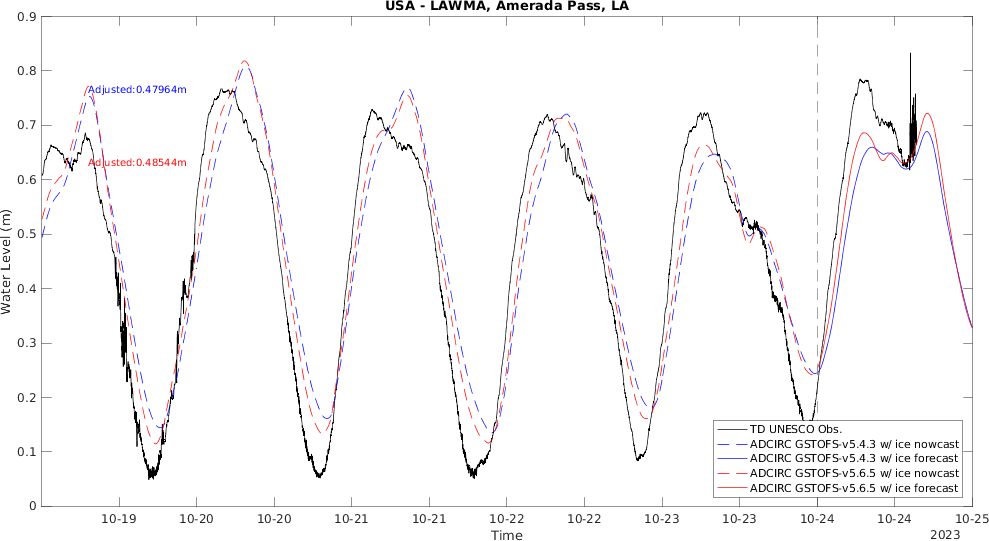 USA - LAWMA, Amerada Pass, LA
0.9
0.8
0.7
0.6
0.5
0.4
0.3
0.2
0.1
0
Water Level (m)
Adjusted:0.47964m
Adjusted:0.48544m
TD UNESCO Obs.
ADCIRC GSTOFS-v5.4.3 w/ ice nowcast
ADCIRC GSTOFS-v5.4.3 w/ ice forecast
ADCIRC GSTOFS-v5.6.5 w/ ice nowcast
ADCIRC GSTOFS-v5.6.5 w/ ice forecast
10-19 10-20 10-20 10-21 10-21 10-22 10-22 10-23 10-23 10-24 10-24 10-25
Time
2023